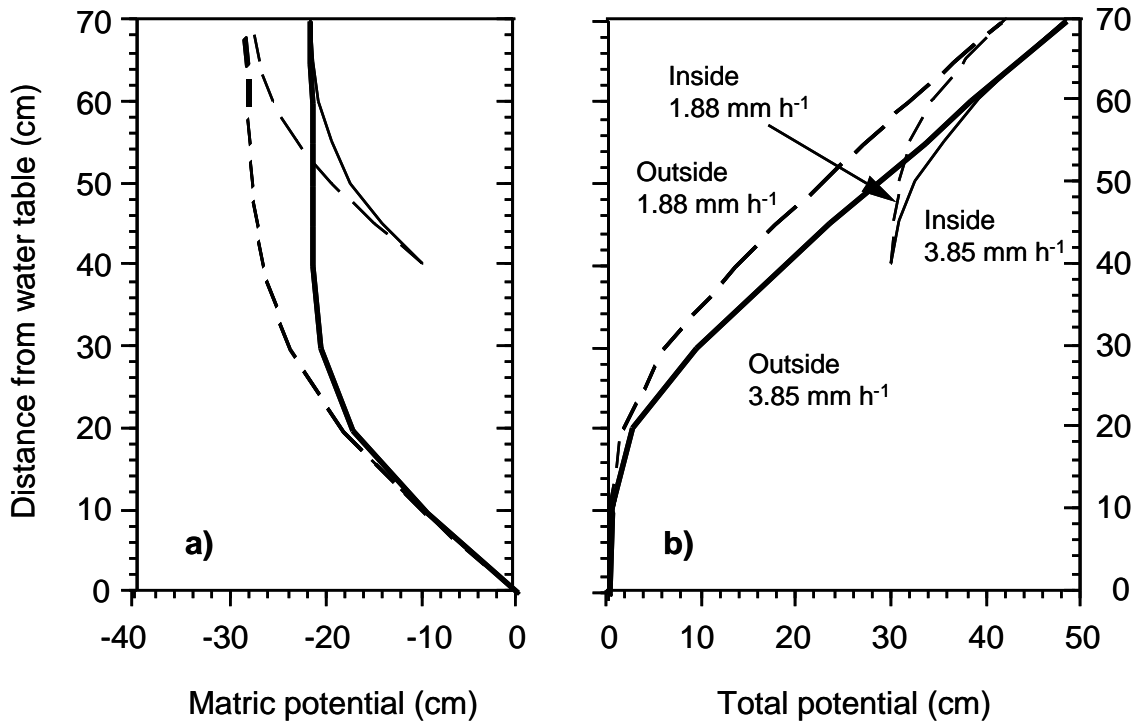 70
60
50
40
30
20
10
0
Distance from water table (cm)
a)
-40 -30 -20 -10 0
Matric potential (cm)
Inside
1.88 mm h-1
Outside
1.88 mm h-1
Inside
3.85 mm h-1
Outside
3.85 mm h-1
b)
70
60
50
40
30
20
10
0
0 10 20 30 40 50
Total potential (cm)